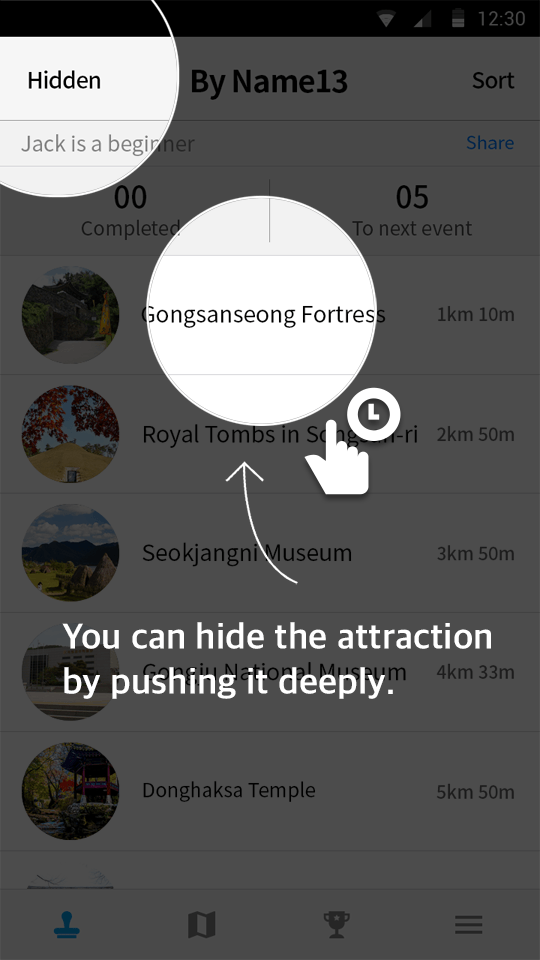 12:30
Hidden
By Name13
Sort
Jack is a beginner
Share
00
05
Completed
To next event
Gongsanseong Fortress
1km 10m
Royal Tombs in Songsan-ri
2km 50m
Seokjangni Museum
3km 50m
You can hide the attraction
Gongju National Museum
4km 33m
by pushing it deeply.
Donghaksa Temple
5km 50m